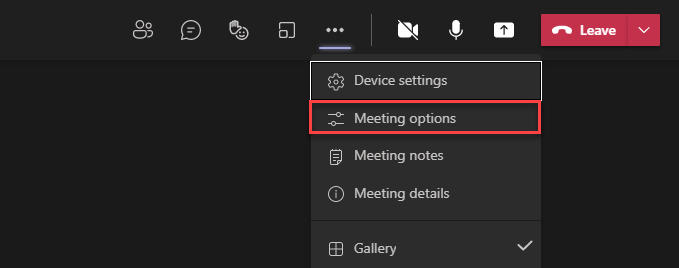 Leave
Device settings
Meeting options
Meeting notes
Meeting details
Gallery